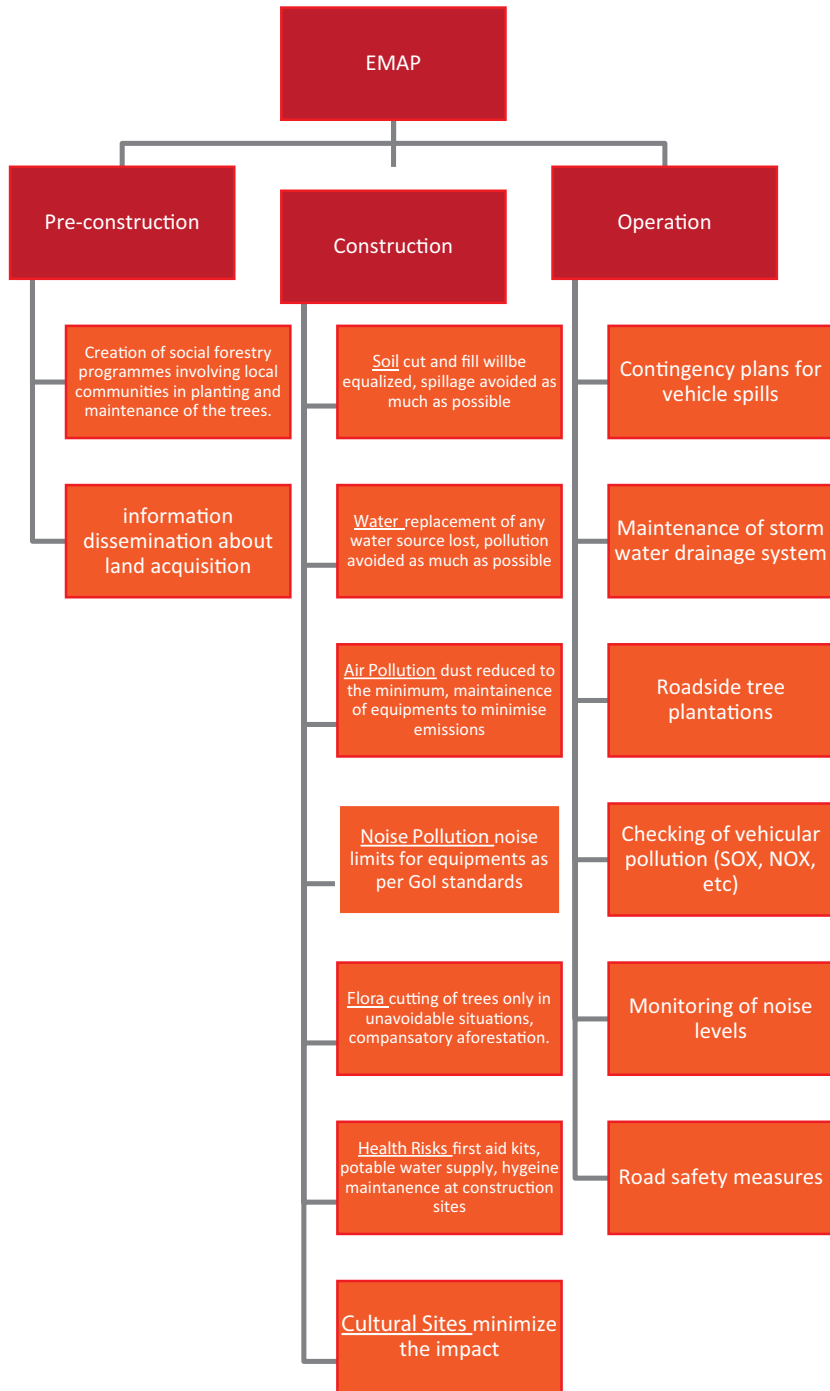 EMAP
Pre-construction
Creation of social forestry
programmes involving local
communities in planting and
maintenance of the trees.
information
dissemination about
land acquisition
Construction
Soil cut and fill willbe
equalized, spillage avoided as
much as possible
Water replacement of any
water source lost, pollution
avoided as much as possible
Air Pollution dust reduced to
the minimum, maintainence
of equipments to minimise
emissions
Noise Pollution noise
limits for equipments as
per GoI standards
Flora cutting of trees only in
unavoidable situations,
compansatory aforestation.
Health Risks first aid kits,
potable water supply, hygeine
maintanence at construction
sites
Cultural Sites minimize
the impact
Operation
Contingency plans for
vehicle spills
Maintenance of storm
water drainage system
Roadside tree
plantations
Checking of vehicular
pollution (SOX, NOX,
etc)
Monitoring of noise
levels
Road safety measures